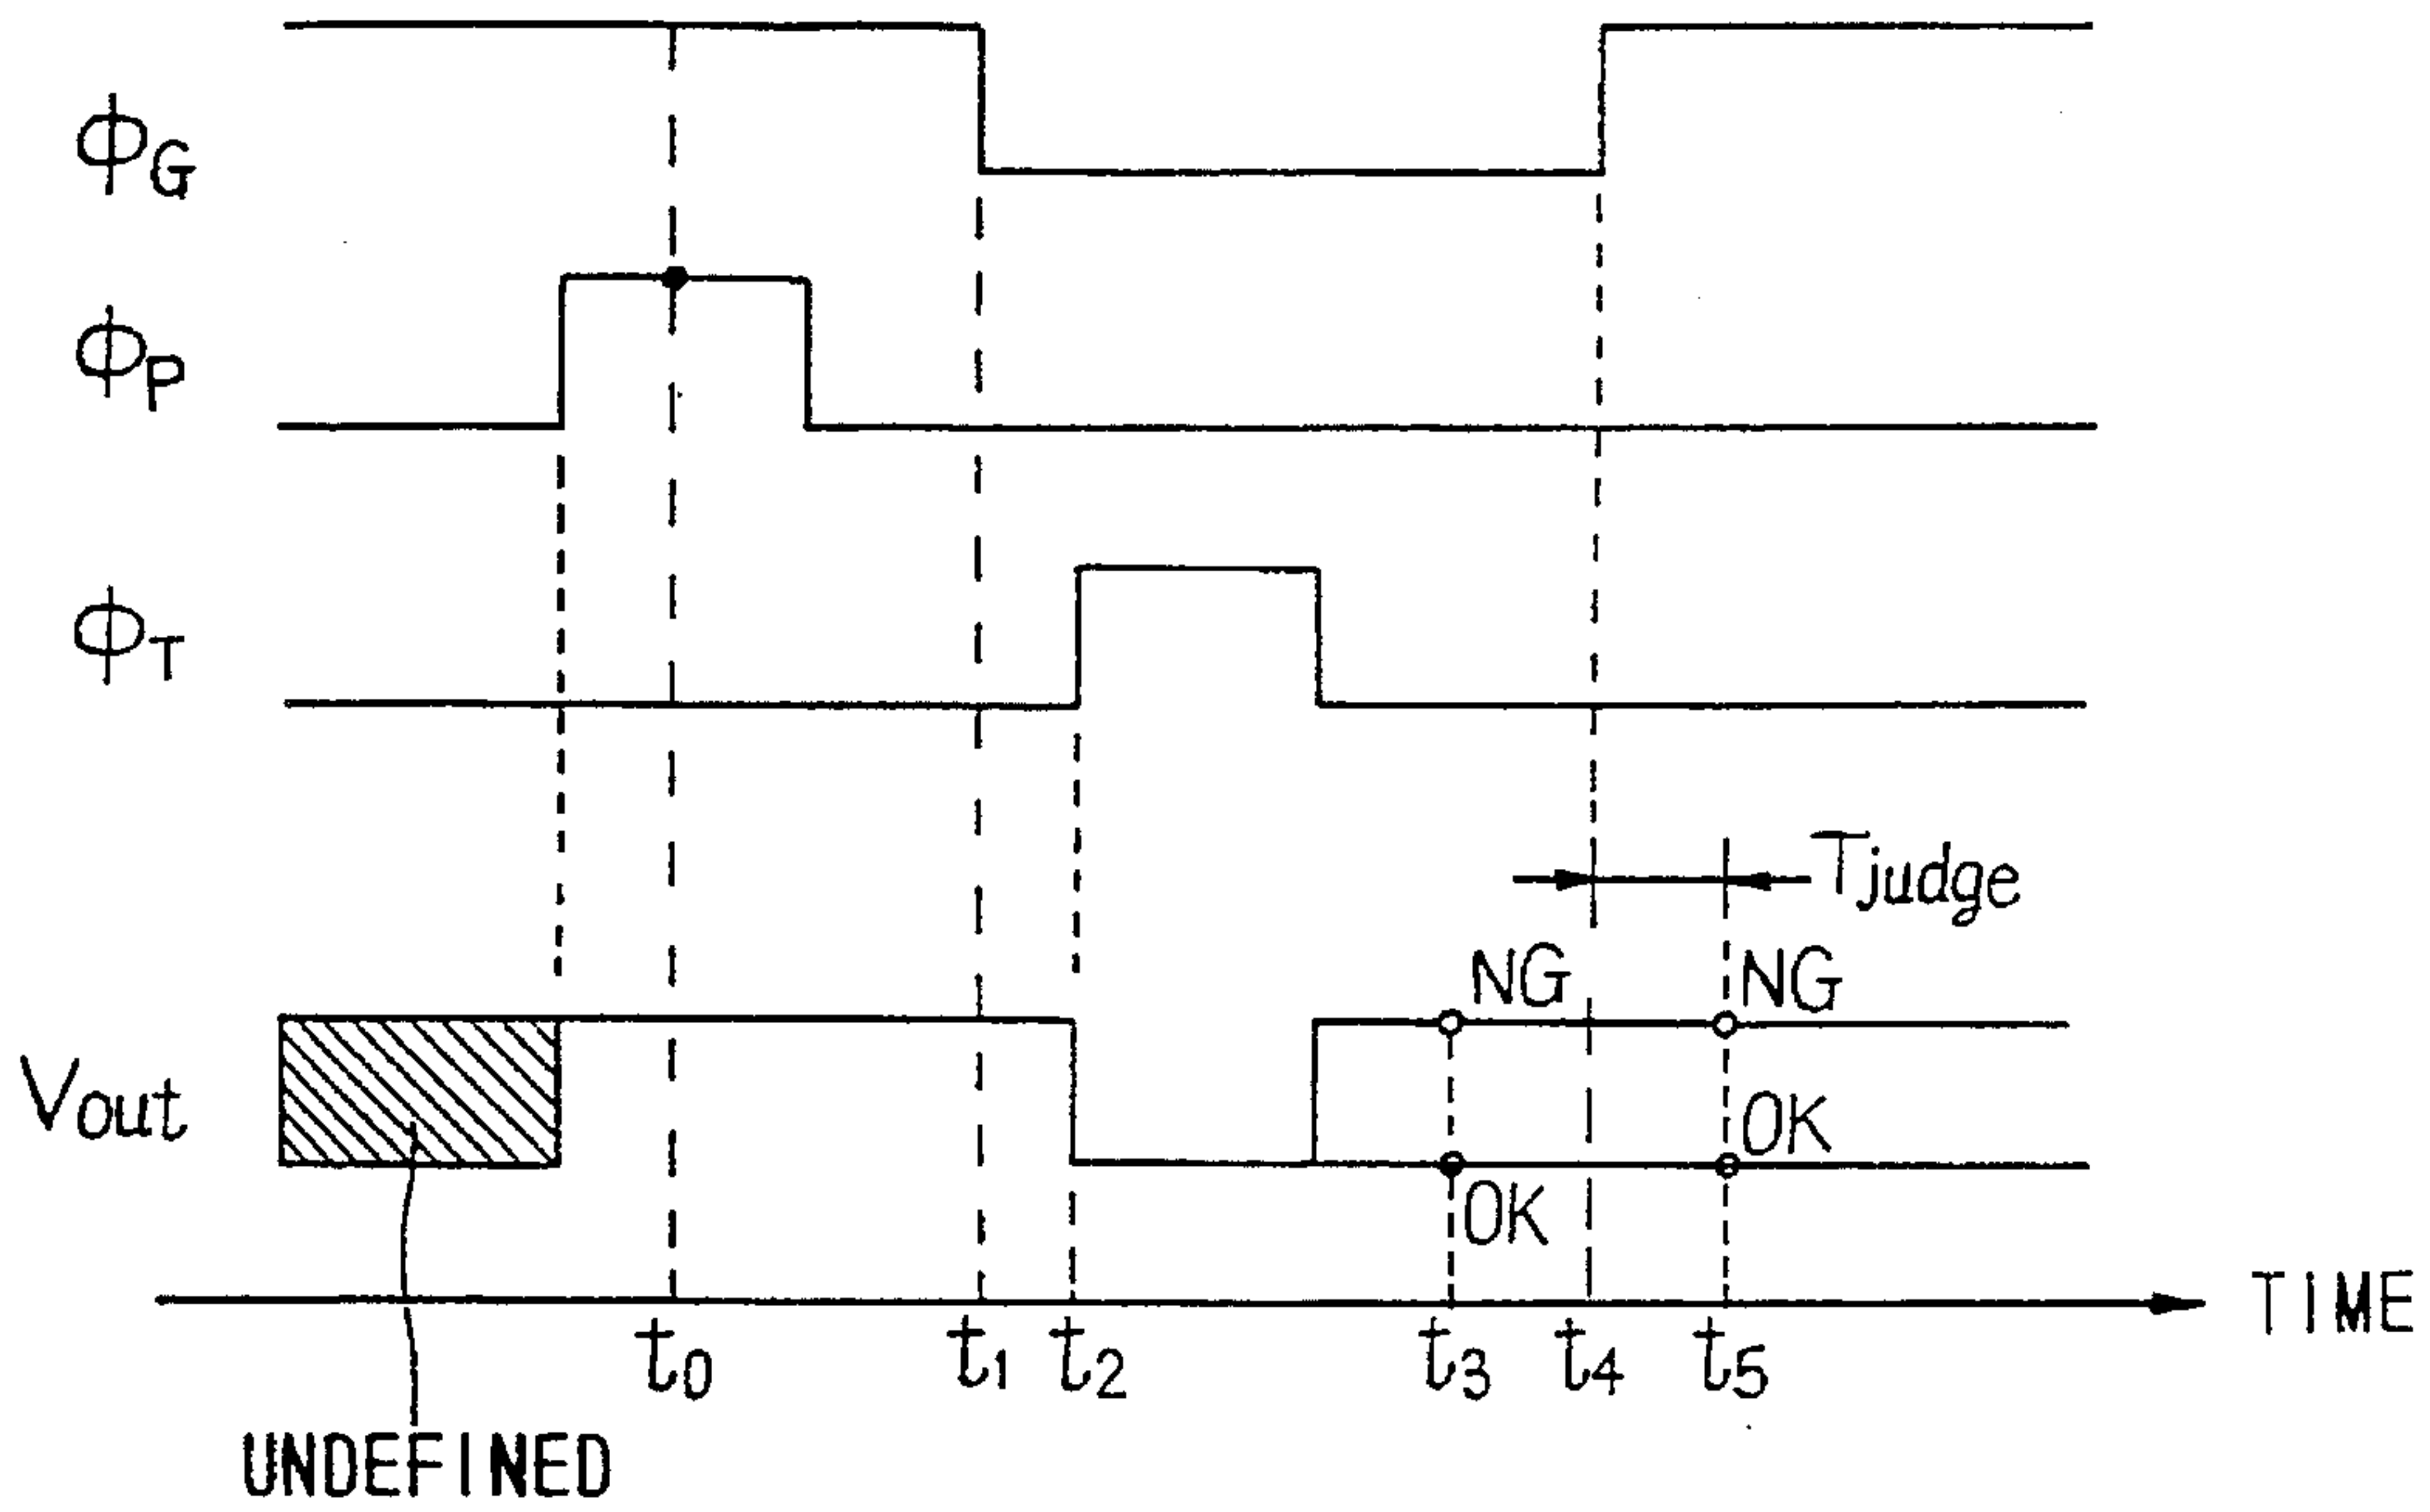 ϕG
ϕP
ϕT
Tjudge
NG NG
Vout
OK
OK
TIME
t0 t1 t2 t3 t4 t5
UNDEFINED